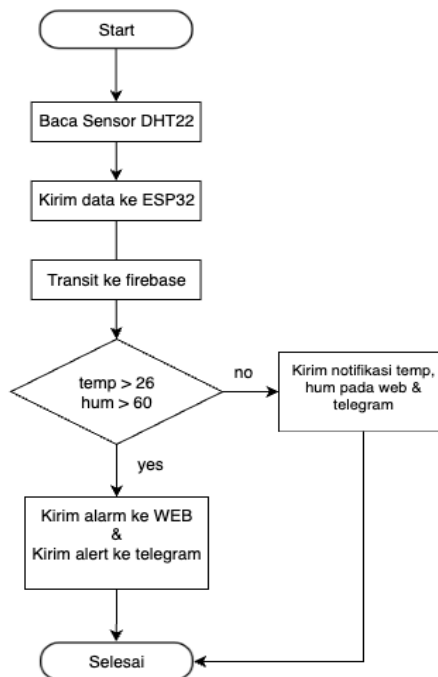 Start
Baca Sensor DHT22
Kirim data ke ESP32
Transit ke firebase
temp > 26
hum > 60
no
Kirim notifikasi temp,
hum pada web &
telegram
yes
Kirim alarm ke WEB
&
Kirim alert ke telegram
Selesai